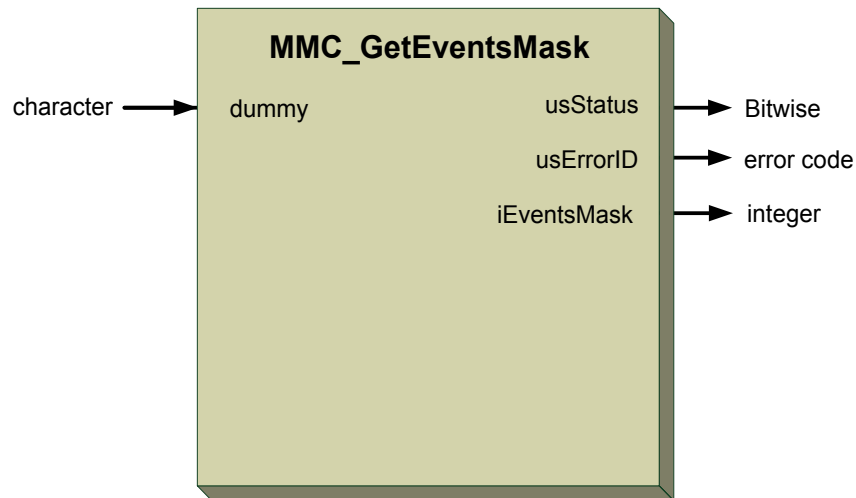 MMC_GetEventsMask
character dummy usStatus Bitwise
usErrorID error code
iEventsMask integer